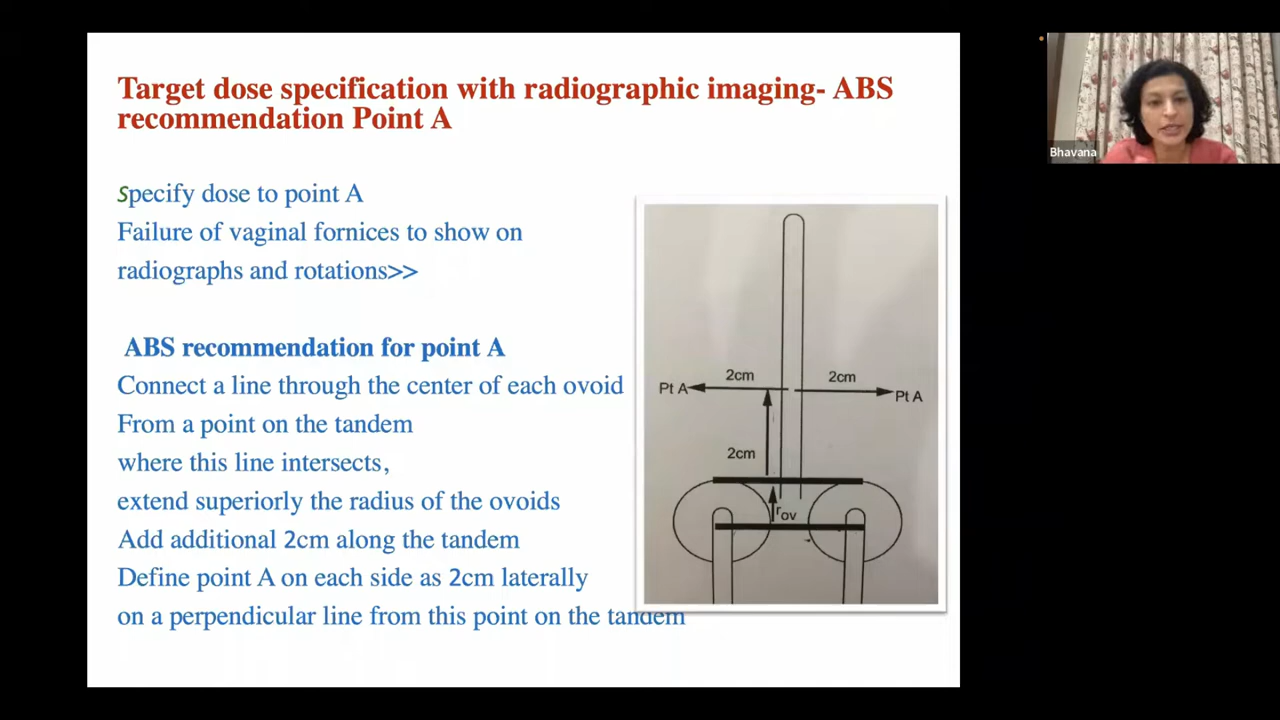 Target dose specification with radiographic imaging- ABS
recommendation Point A
Specify dose to point A
Failure of vaginal fornices to show on
radiographs and rotations>>
ABS recommendation for point A
Connect a line through the center of each ovoid
From a point on the tandem
where this line intersects,
extend superiorly the radius of the ovoids
Add additional 2cm along the tandem
Define point A on each side as 2cm laterally
on a perpendicular line from this point on the tandem
2cm
2cm
Pt A
Pt A
2cm
rov
Bhavana